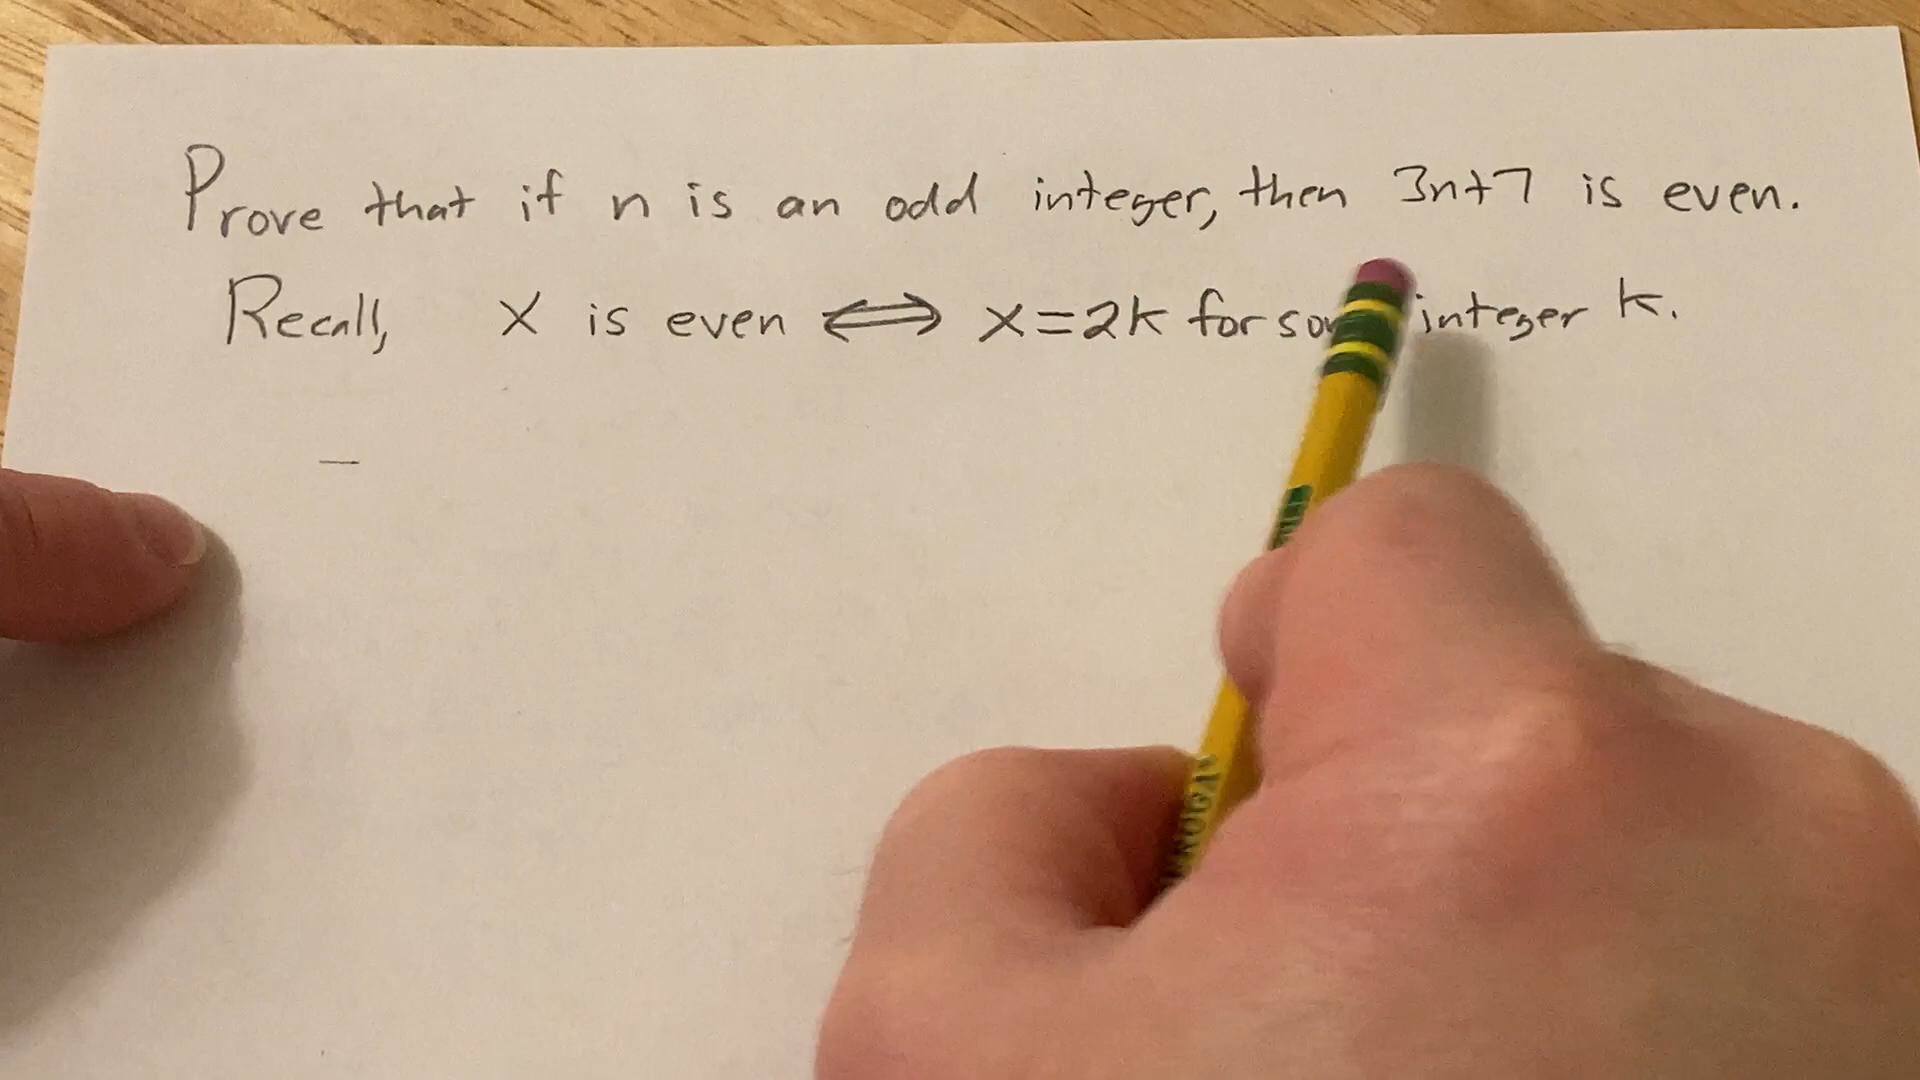 Prove that if n is an odd integer, then 3n+7 is even.
Recall, x is even ⟺ x=2k for integer k.